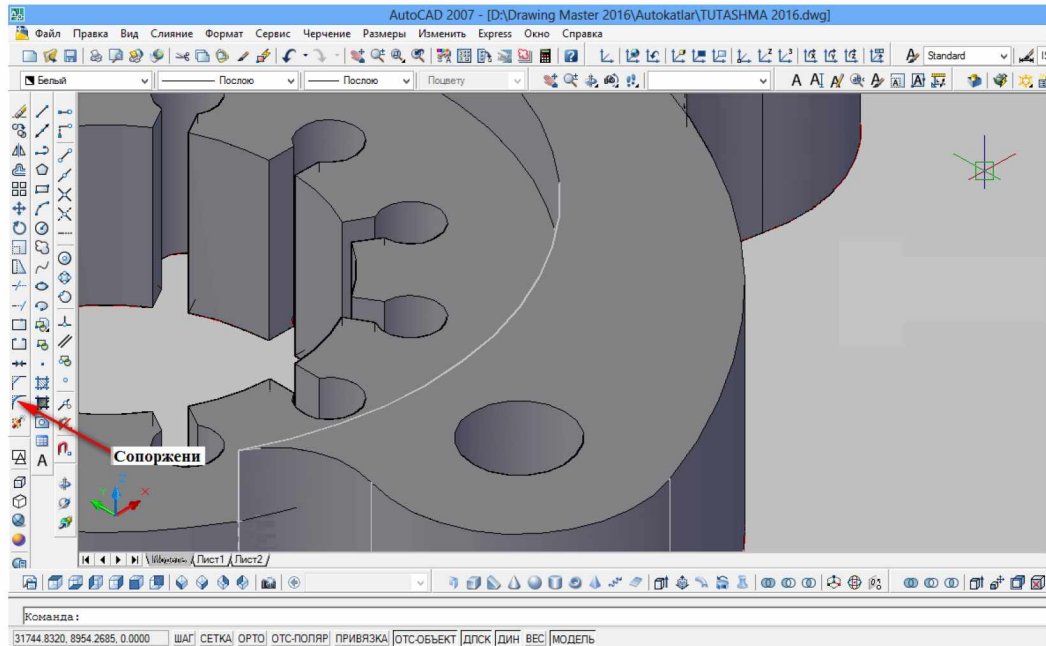 AutoCAD 2007 - [D:\Drawing Master 2016\Autokatlar\TUTASHMA 2016.dwg]
Файл Правка Вид Слияние Формат Сервис Черчение Размеры Изменить Express Окно Справка
Standard
Белый Послою Послою Поцвету
Сопоржени
Y Z X
Модель Лист1 Лист2
Команда:
31744.8320, 8954.2685, 0.0000 ШАГ СЕТКА ОРТО ОТС-ПОЛЯР ПРИВЯЗКА ОТС-ОБЪЕКТ ДПСК ДИН ВЕС МОДЕЛЬ